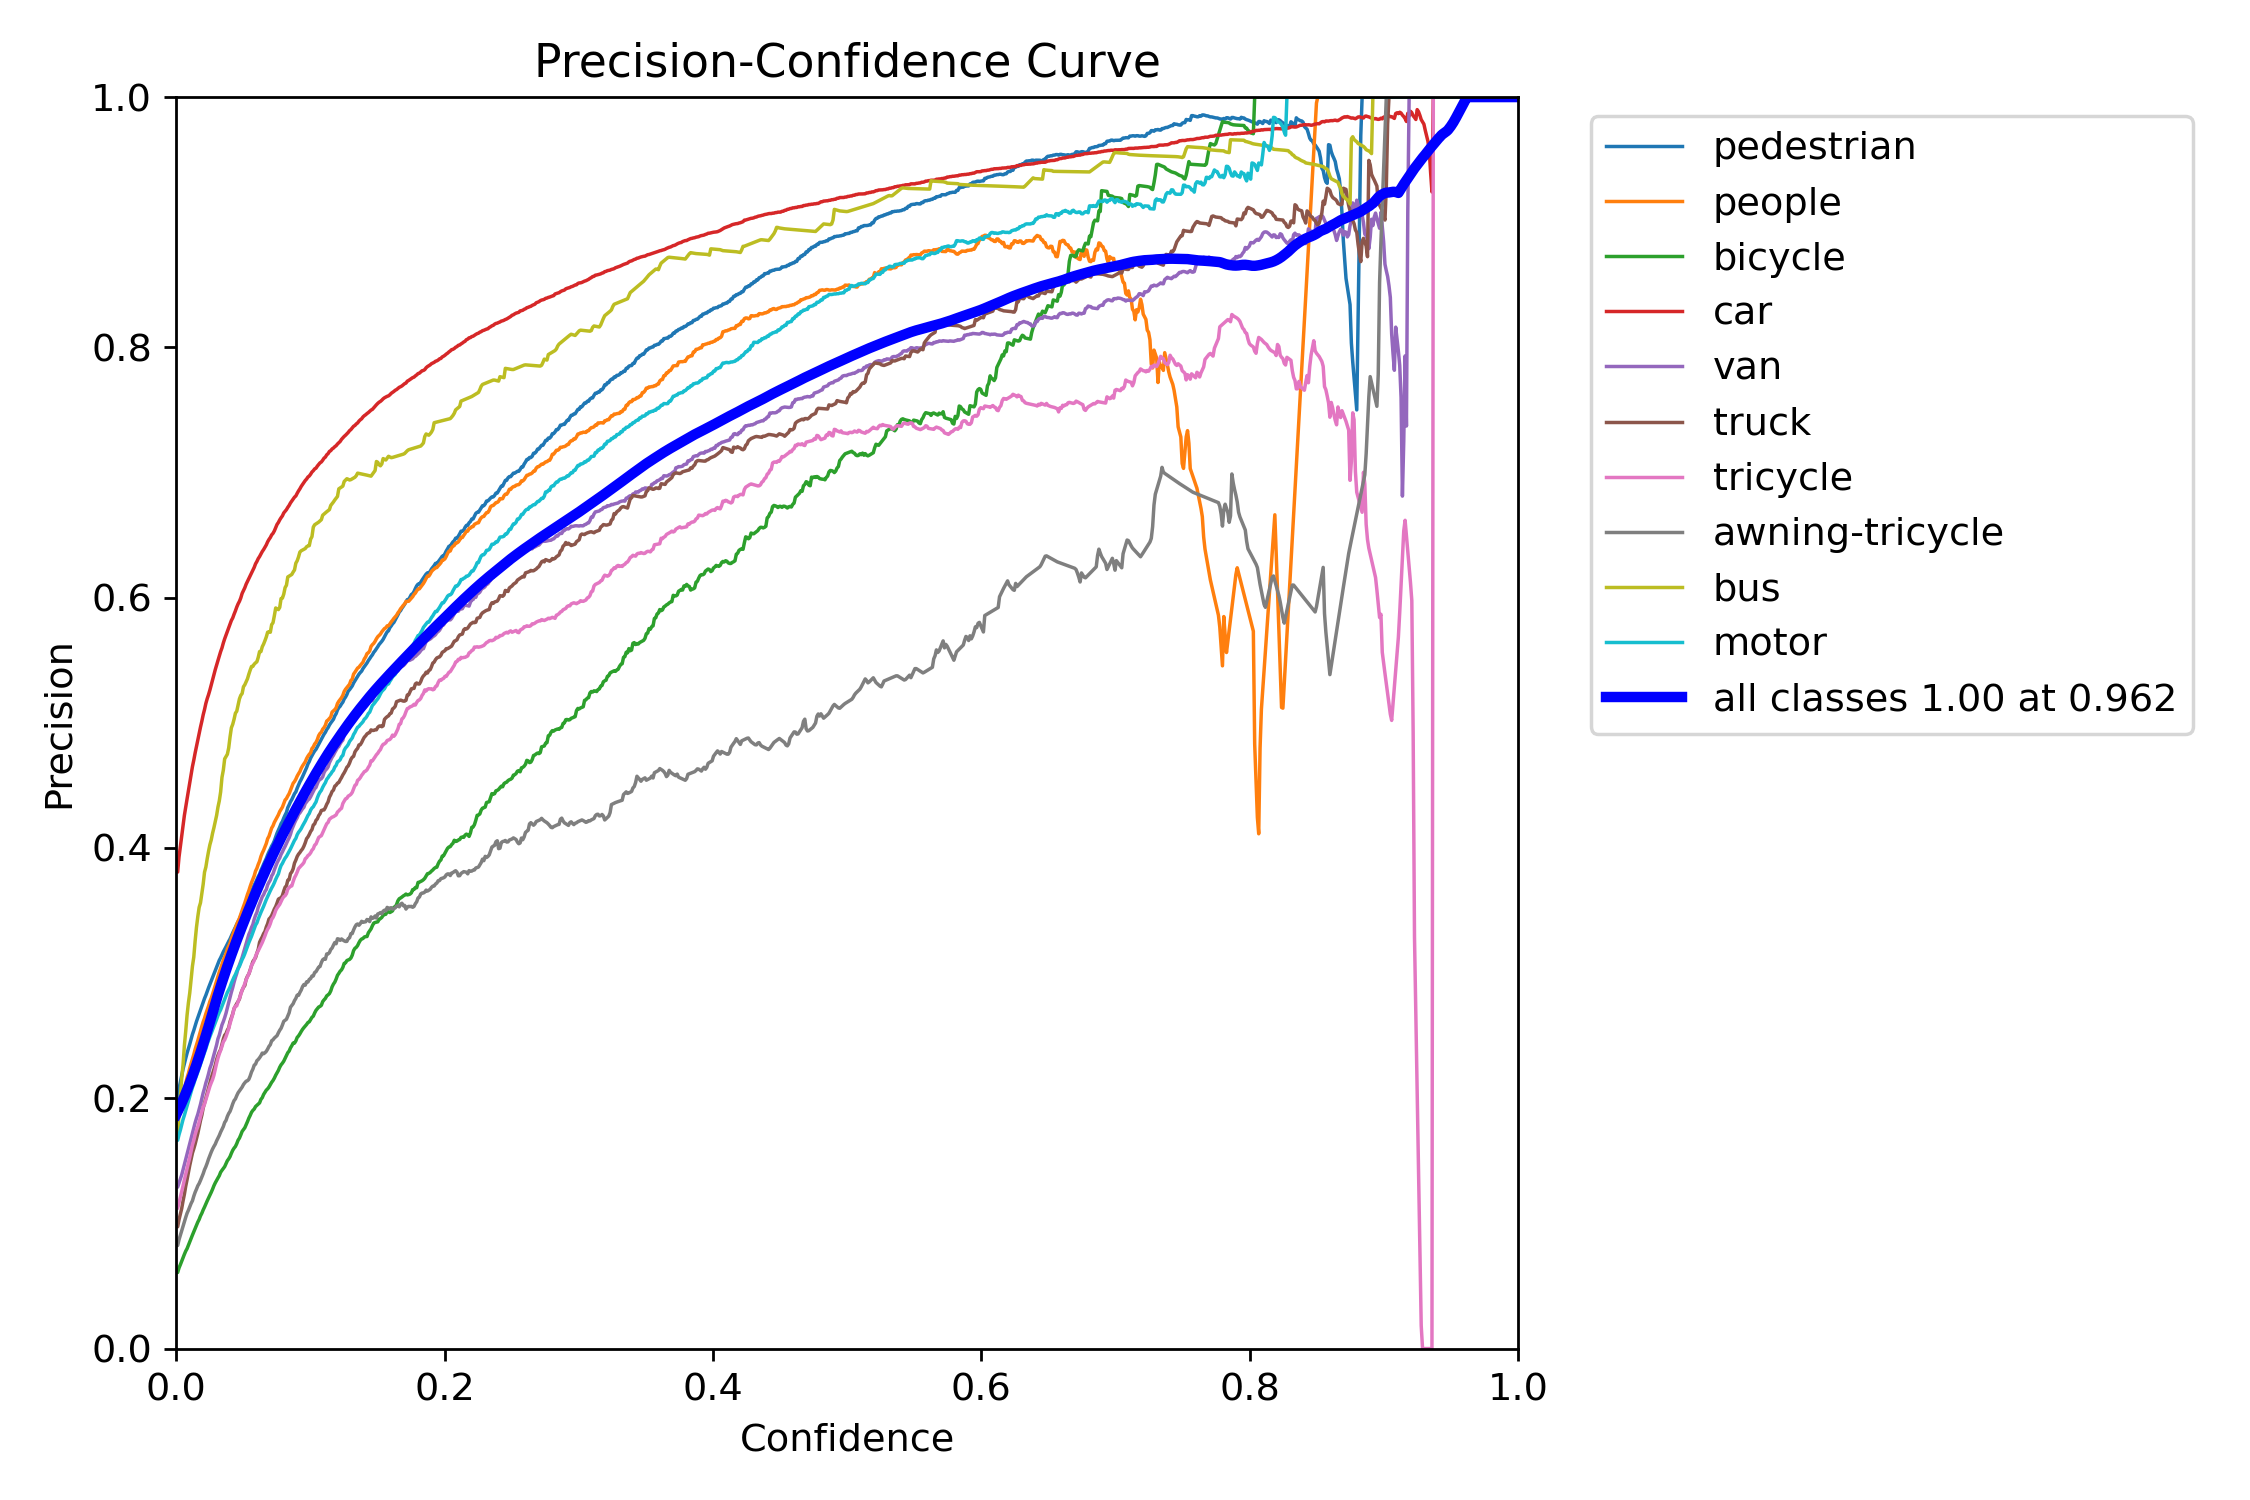 Precision-Confidence Curve
1.0
0.8
0.6
0.4
0.2
0.0
Precision
0.0 0.2 0.4 0.6 0.8 1.0
Confidence
pedestrian
people
bicycle
car
van
truck
tricycle
awning-tricycle
bus
motor
all classes 1.00 at 0.962